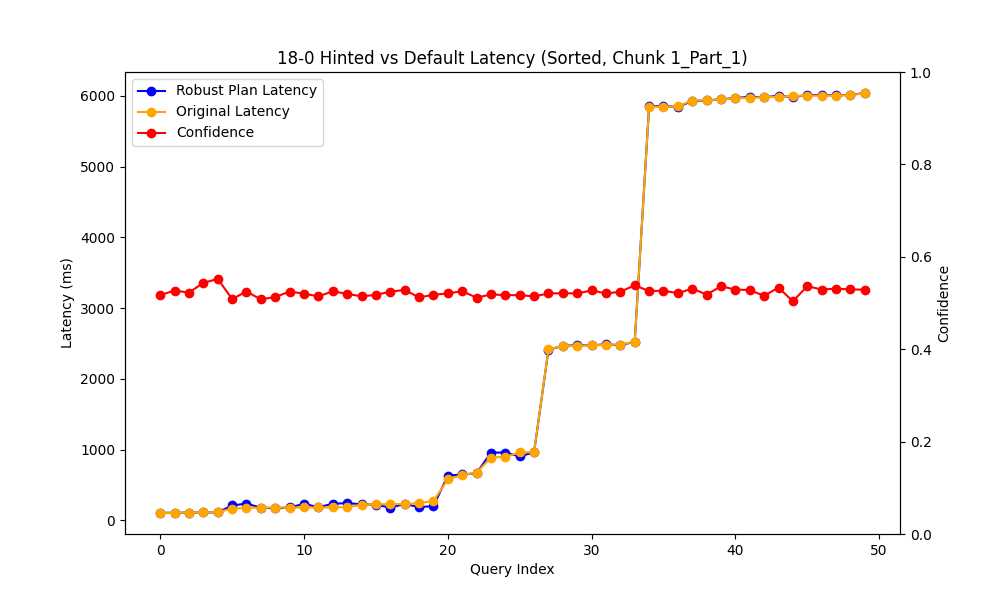 18-0 Hinted vs Default Latency (Sorted, Chunk 1_Part_1)
Robust Plan Latency
Original Latency
Confidence
Latency (ms)
6000
5000
4000
3000
2000
1000
0
1.0
0.8
0.6
0.4
0.2
0.0
Confidence
0
10
20
30
40
50
Query Index